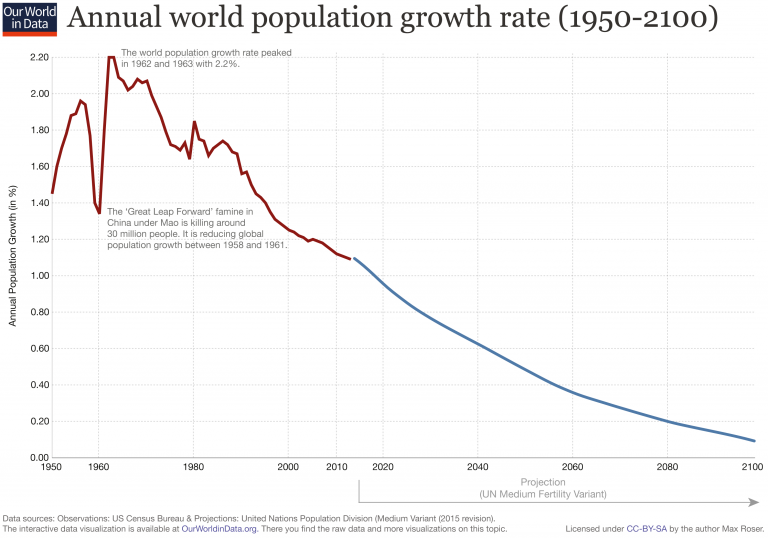 Our World
in Data
Annual world population growth rate (1950-2100)
The world population growth rate peaked
in 1962 and 1963 with 2.2%.
2.20
2.00
1.80
1.60
1.40
1.20
1.00
0.80
0.60
0.40
0.20
0.00
Annual Population Growth (in %)
The ‘Great Leap Forward’ famine in
China under Mao is killing around
30 million people. It is reducing global
population growth between 1958 and 1961.
1950 1960 1980 2000 2010 2020 2040 2060 2080 2100
Projection
(UN Medium Fertility Variant)
Data sources: Observations: US Census Bureau & Projections: United Nations Population Division (Medium Variant (2015 revision).
The interactive data visualization is available at OurWorldinData.org. There you find the raw data and more visualizations on this topic.
Licensed under CC-BY-SA by the author Max Roser.